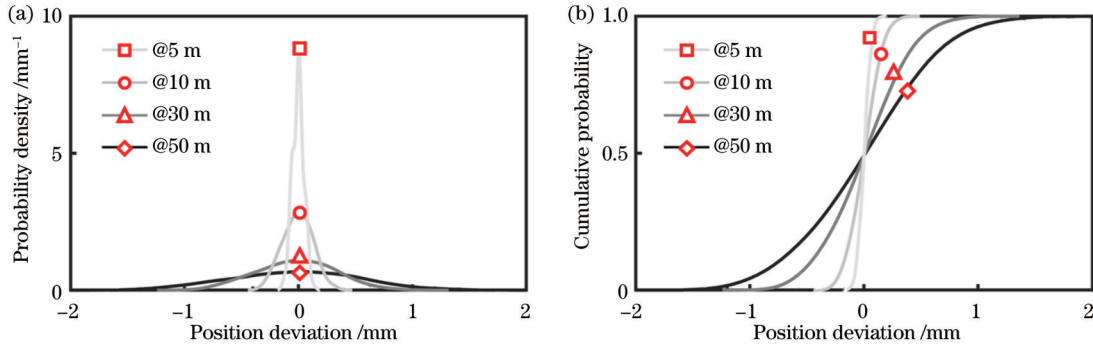 (a)
10
5
0
Probability density /mm⁻¹
@5 m
@10 m
@30 m
@50 m
−2
−1
0
1
2
Position deviation /mm
(b)
1.0
0.5
0
Cumulative probability
@5 m
@10 m
@30 m
@50 m
−2
−1
0
1
2
Position deviation /mm